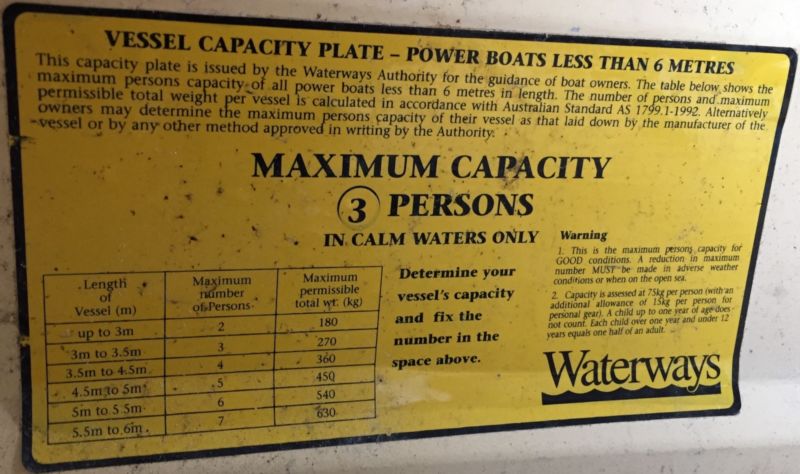 VESSEL CAPACITY PLATE – POWER BOATS LESS THAN 6 METRES
This capacity plate is issued by the Waterways Authority for the guidance of boat owners. The table below shows the
maximum persons capacity of all power boats less than 6 metres in length. The number of persons and maximum
permissible total weight per vessel is calculated in accordance with Australian Standard AS 1799.1-1992. Alternatively
owners may determine the maximum persons capacity of their vessel as that laid down by the manufacturer of the
vessel or by any other method approved in writing by the Authority.
MAXIMUM CAPACITY
3 PERSONS
IN CALM WATERS ONLY
Length of Vessel (m) Maximum number of Persons Maximum permissible total wt. (kg)
up to 3m 2 180
3m to 3.5m 3 270
3.5m to 4.5m 4 360
4.5m to 5m 5 450
5m to 5.5m 6 540
5.5m to 6m 7 630
Determine your
vessel's capacity
and fix the
number in the
space above.
Warning
1. This is the maximum persons capacity for
GOOD conditions. A reduction in maximum
number MUST be made in adverse weather
conditions or when on the open sea.
2. Capacity is assessed at 75kg per person (with an
additional allowance of 15kg per person for
personal gear). A child up to one year of age does
not count. Each child over one year and under 12
years equals one half of an adult.
Waterways